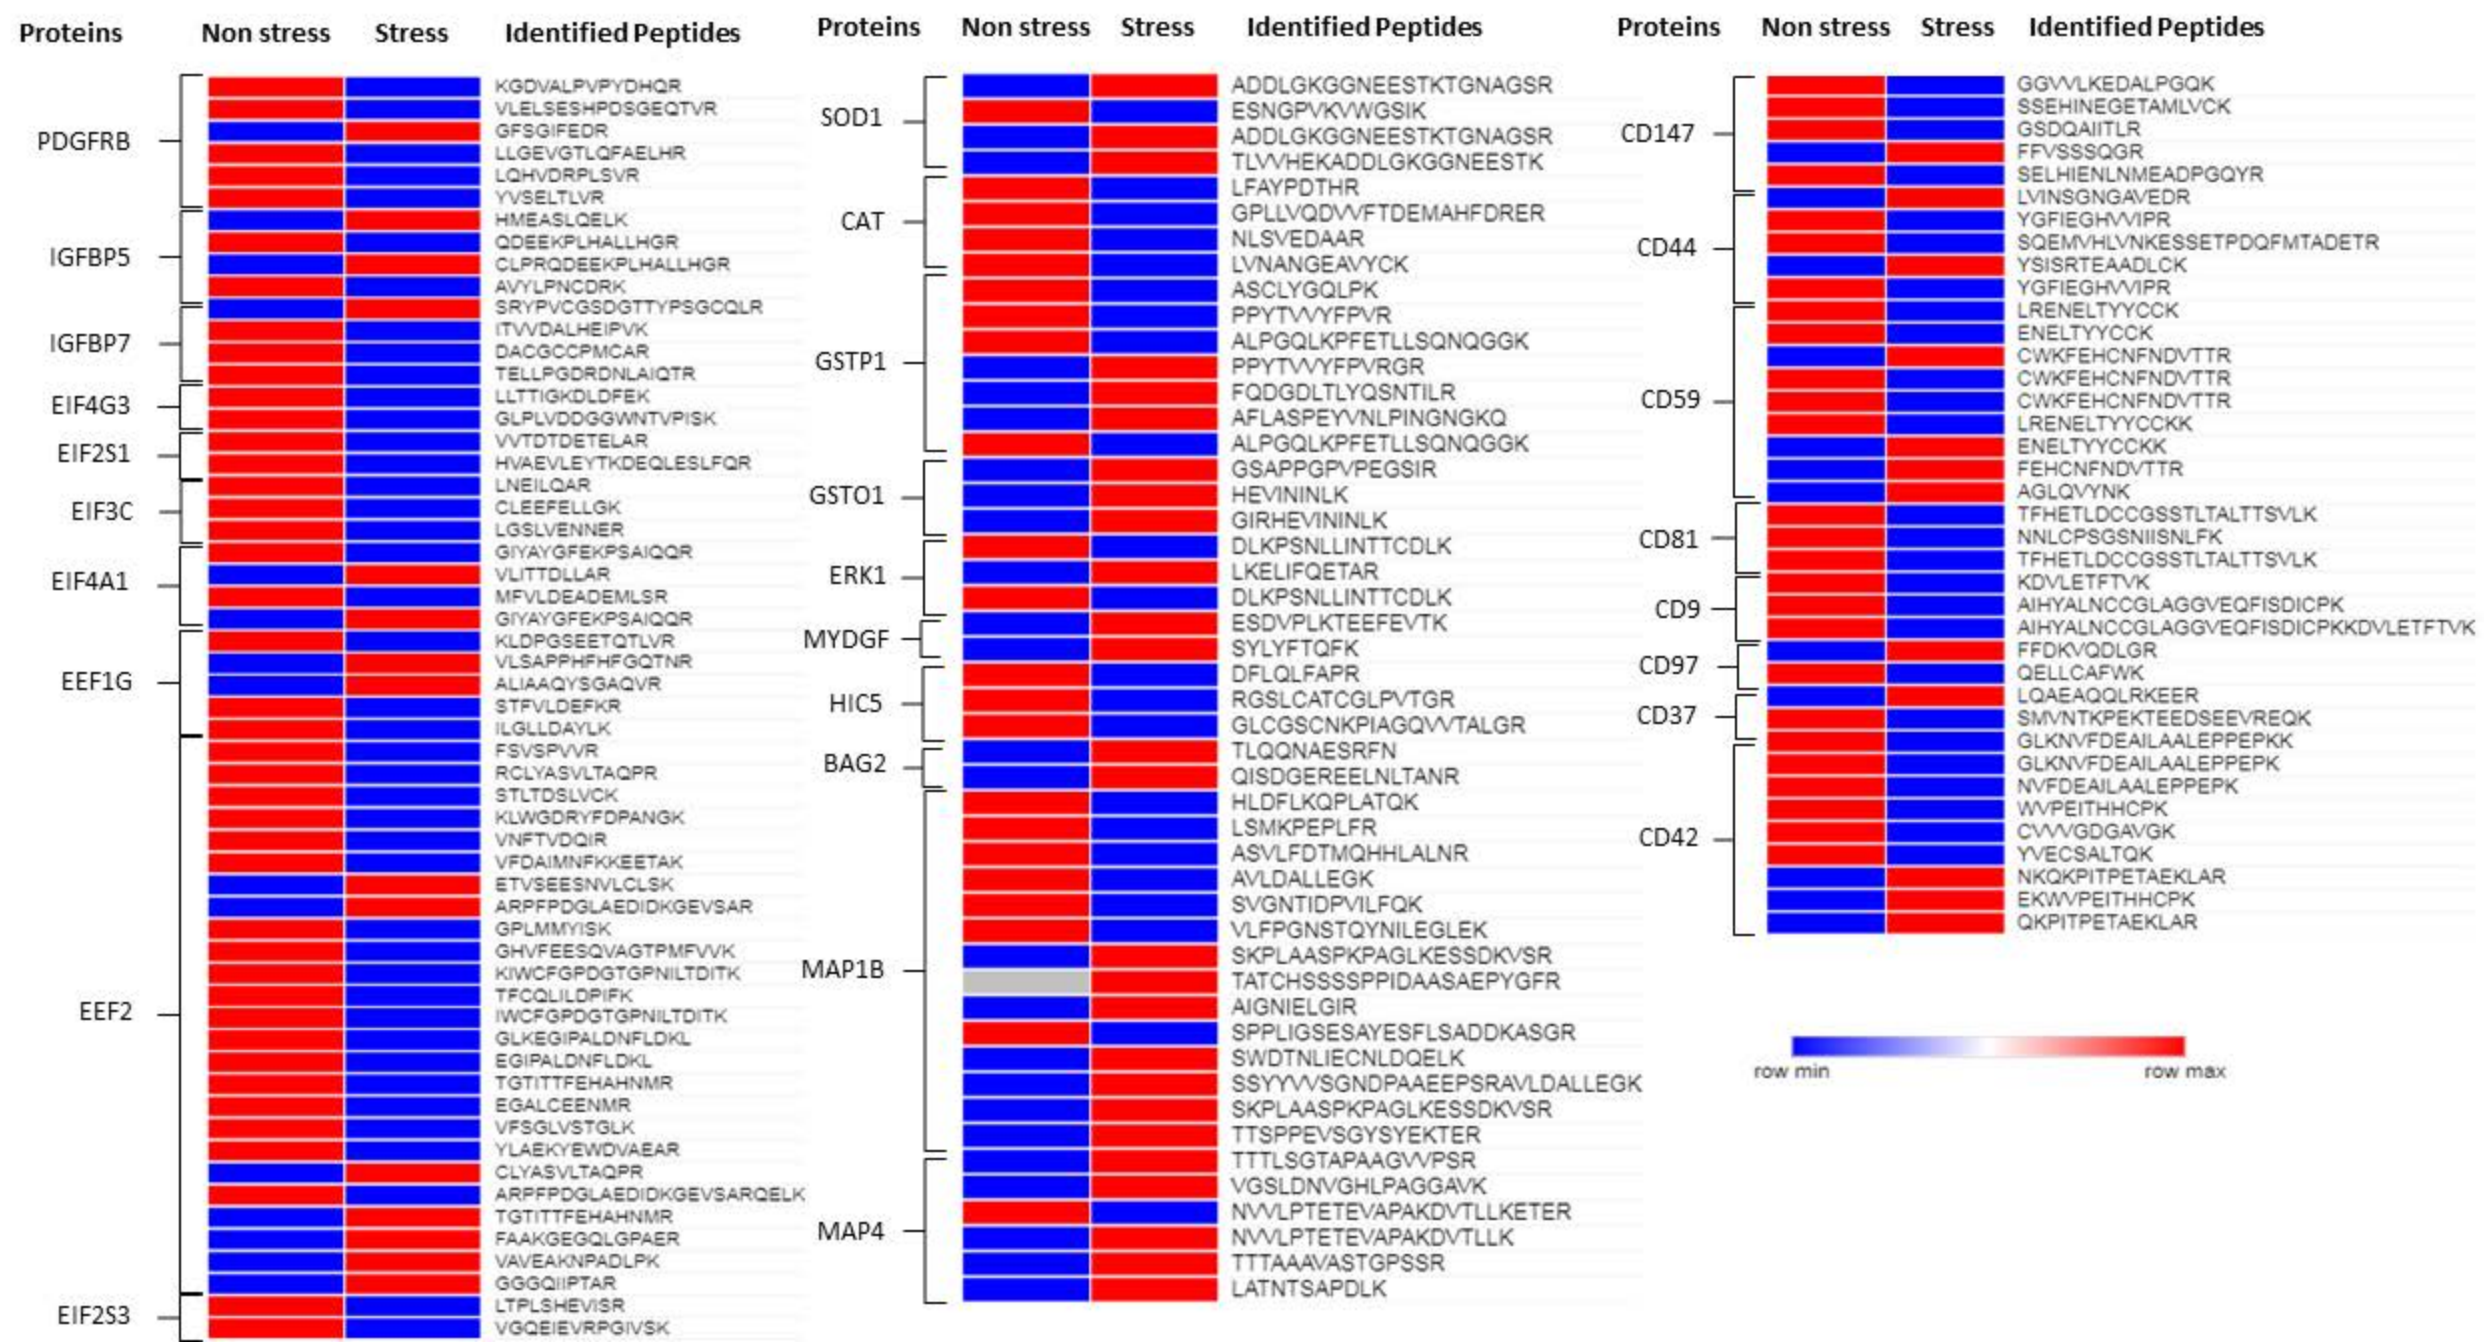 Proteins Non stress Stress Identified Peptides
PDGFRB
KGDVALPVPYDHQR
VLELSESHPDSGEQTVR
GFSGIFEDR
LLGEVGTLQFAELHR
LQHVDRPLSVR
YVSELTLVR
IGFBP5
HMEASLQELK
QDEEKPLHALLHGR
CLPRQDEEKPLHALLHGR
AVYLPNCDRK
IGFBP7
SRYPVCGSDGTTYPSGCQLR
ITVVDALHEIPVK
DACGCCPMCAR
TELLPGDRDNLAIQTR
EIF4G3
LLTTIGKDLDFEK
GLPLVDDGGWNTVPISK
EIF2S1
VVTDTDETELAR
HVAEVLEYTKDEQLESLFQR
EIF3C
LNEILQAR
CLEEFELLGK
LGSLVENNER
EIF4A1
GIYAYGFEKPSAIQQR
VLITTDLLAR
MFVLDEADEMLSR
GIYAYGFEKPSAIQQR
EEF1G
KLDPGSEETQTLVR
VLSAPPHFHFGQTNR
ALIAAQYSGAQVR
STFVLDEFKR
ILGLLDAYLK
EEF2
FSVSPVVR
RCLYASVLTAQPR
STLTDSLVCK
KLWGDRYFDPANGK
VNFTVDQIR
VFDAIMNFKKEETAK
ETVSEESNVLCLSK
ARPFPDGLAEDIDKGEVSAR
GPLMMYISK
GHVFEESQVAGTPMFVVK
KIWCFGPDGTGPNILTDITK
TFCQLILDPIFK
IWCFGPDGTGPNILTDITK
GLKEGIPALDNFLDKL
EGIPALDNFLDKL
TGTITTFEHAHNMR
EGALCEENMR
VFSGLVSTGLK
YLAEKYEWDVAEAR
CLYASVLTAQPR
ARPFPDGLAEDIDKGEVSARQELK
TGTITTFEHAHNMR
FAAKGEGQLGPAER
VAVEAKNPADLPK
GGGQIIPTAR
EIF2S3
LTPLSHEVISR
VGQEIEVRPGIVSK
Proteins Non stress Stress Identified Peptides
SOD1
ADDLGKGGNEESTKTGNAGSR
ESNGPVKVWGSIK
ADDLGKGGNEESTKTGNAGSR
TLVVHEKADDLGKGGNEESTK
CAT
LFAYPDTHR
GPLLVQDVVFTDEMAHFDRER
NLSVEDAAR
LVNANGEAVYCK
GSTP1
ASCLYGQLPK
PPYTVVYFPVR
ALPGQLKPFETLLSQNQGGK
PPYTVVYFPVRGR
FQDGDLTLYQSNTILR
AFLASPEYVNLPINGNGKQ
ALPGQLKPFETLLSQNQGGK
GSTO1
GSAPPGPVPEGSIR
HEVININLK
GIRHEVININLK
ERK1
DLKPSNLLINTTCDLK
LKELIFQETAR
DLKPSNLLINTTCDLK
MYDGF
ESDVPLKTEEFEVTK
SYLYFTQFK
HIC5
DFLQLFAPR
RGSLCATCGLPVTGR
GLCGSCNKPIAGQVVTALGR
BAG2
TLQQNAESRFN
QISDGEREELNLTANR
MAP1B
HLDFLKQPLATQK
LSMKPEPLFR
ASVLFDTMQHHLALNR
AVLDALLEGK
SVGNTIDPVILFQK
VLFPGNSTQYNILEGLEK
SKPLAASPKPAGLKESSDKVSR
TATCHSSSSPPIDAASAEPYGFR
AIGNIELGIR
SPPLIGSESAYESFLSADDKASGR
SWDTNLIECNLDQELK
SSYYVVSGNDPAAEEPSRAVLDALLEGK
SKPLAASPKPAGLKESSDKVSR
TTSPPEVSGYSYEKTER
MAP4
TTTLSGTAPAAGVVPSR
VGSLDNVGHLPAGGAVK
NVVLPTETEVAPAKDVTLLKETER
NVVLPTETEVAPAKDVTLLK
TTTAAAVASTGPSSR
LATNTSAPDLK
Proteins Non stress Stress Identified Peptides
CD147
GGVVLKEDALPGQK
SSEHINEGETAMLVCK
GSDQAIITLR
FFVSSSQGR
SELHIENLNMEADPGQYR
CD44
LVINSGNGAVEDR
YGFIEGHVVIPR
SQEMVHLVNKESSETPDQFMTADETR
YSISRTEAADLCK
YGFIEGHVVIPR
CD59
LRENELTYYCCK
ENELTYYCCK
CWKFEHCNFNDVTTR
CWKFEHCNFNDVTTR
CWKFEHCNFNDVTTR
LRENELTYYCCKK
ENELTYYCCKK
FEHCNFNDVTTR
AGLQVYNK
CD81
TFHETLDCCGSSTLTALTTSVLK
NNLCPSGSNIISNLFK
TFHETLDCCGSSTLTALTTSVLK
CD9
KDVLETFTVK
AIHYALNCCGLAGGVEQFISDICPK
AIHYALNCCGLAGGVEQFISDICPKKDVLETFTVK
CD97
FFDKVQDLGR
QELLCAFWK
CD37
LQAEAQQLRKEER
SMVNTKPEKTEEDSEEVREQK
CD42
GLKNVFDEAILAALEPPEPKK
GLKNVFDEAILAALEPPEPK
NVFDEAILAALEPPEPK
WVPEITHHCPK
CVVVGDGAVGK
YVECSALTQK
NKQKPITPETAEKLAR
EKWVPEITHHCPK
QKPITPETAEKLAR
row min row max